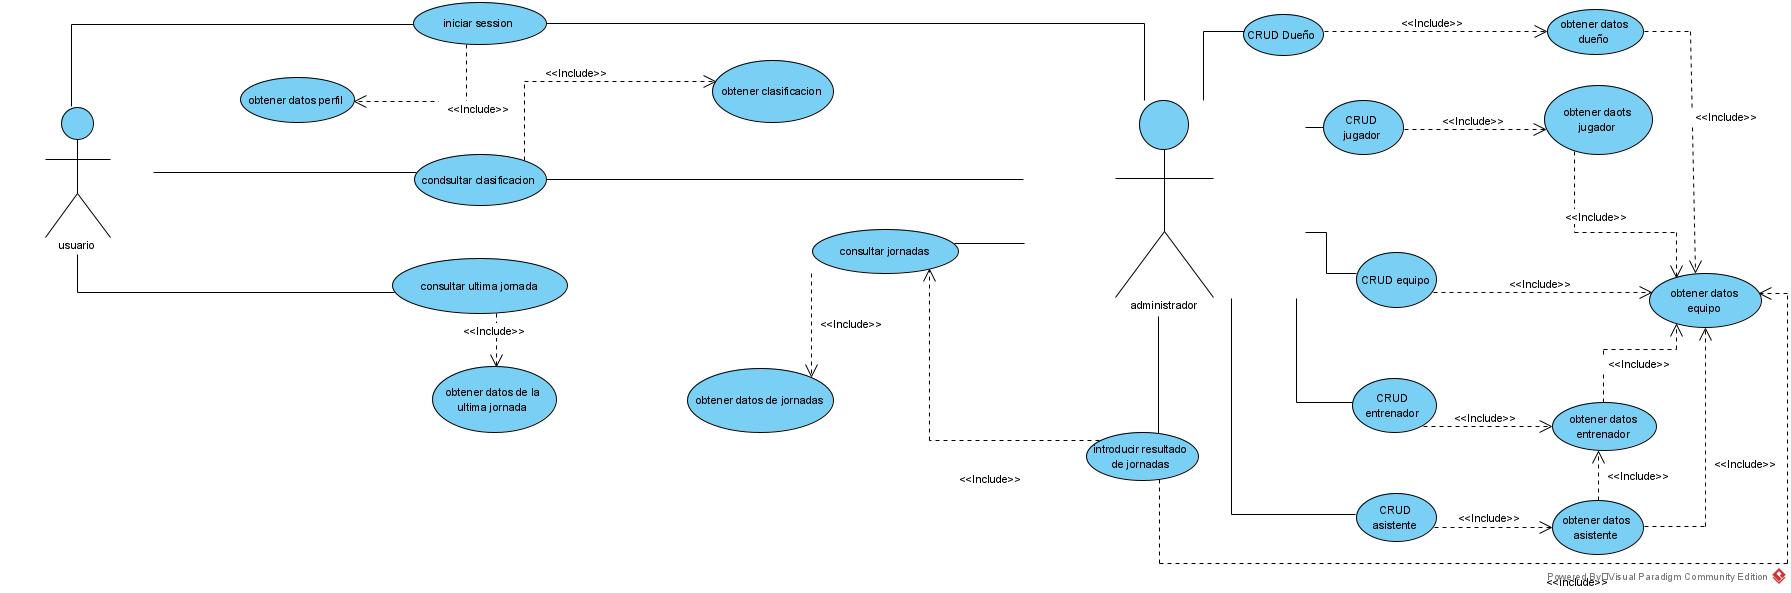 iniciar session
CRUD Dueño
<<Include>>
obtener datos
dueño
obtener datos perfil
<<Include>>
<<Include>>
obtener clasificacion
CRUD
jugador
<<Include>>
obtener daots
jugador
<<Include>>
condsultar clasificacion
usuario
<<Include>>
consultar jornadas
consultar ultima jornada
<<Include>>
obtener datos de la
ultima jornada
<<Include>>
obtener datos de jornadas
administrador
CRUD equipo
<<Include>>
obtener datos
equipo
<<Include>>
CRUD
entrenador
<<Include>>
obtener datos
entrenador
introducir resultado
de jornadas
<<Include>>
<<Include>>
<<Include>>
CRUD
asistente
<<Include>>
obtener datos
asistente
<<Include>>
Powered By Visual Paradigm Community Edition